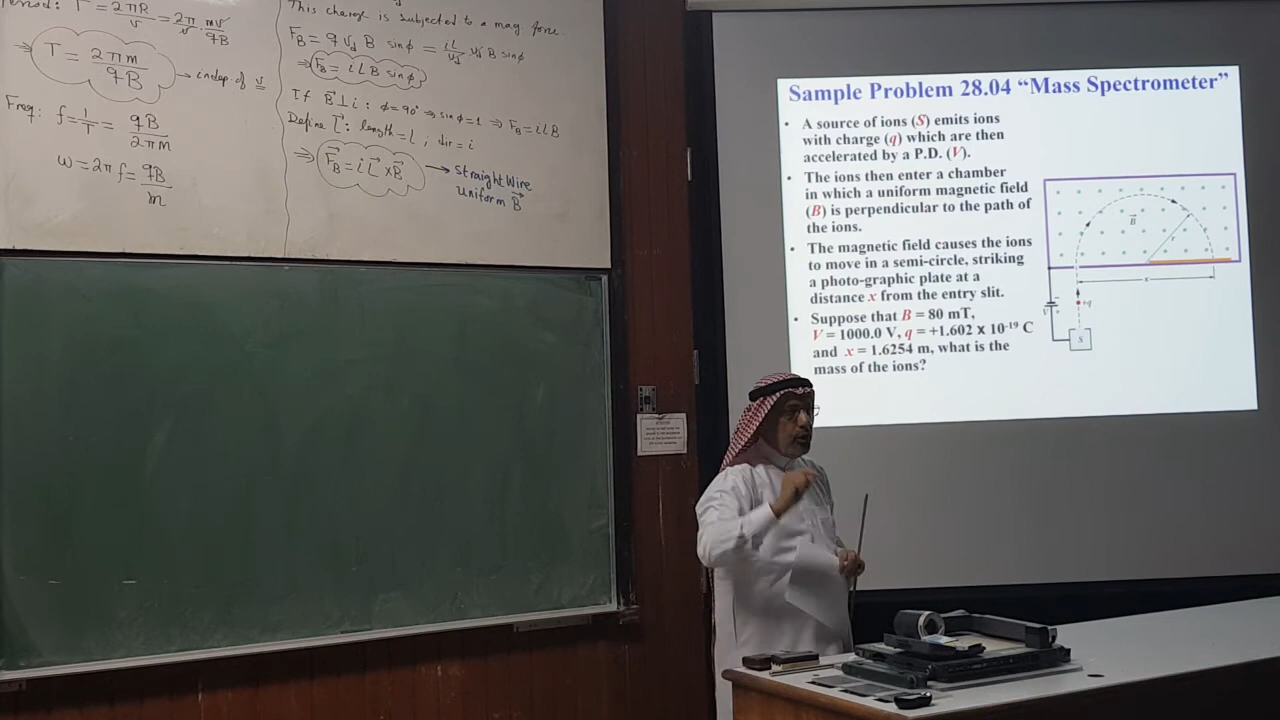 Period: T = 2πR/v = 2π/v · mv/qB
⇒ T = 2πm/qB → indep. of v
Freq: f = 1/T = qB/2πm
ω = 2π f = qB/m
This charge is subjected to a mag. force.
F_B = q v_d B sinφ = iL/v_d v_d B sinφ
⇒ F_B = i L B sinφ
If B⃗ ⊥ i : φ = 90° → sinφ = 1 ⇒ F_B = i L B
Define L⃗ : length = L ; dir = i
⇒ F⃗_B = i L⃗ × B⃗ → Straight Wire
Uniform B⃗
Sample Problem 28.04 “Mass Spectrometer”
• A source of ions (S) emits ions
with charge (q) which are then
accelerated by a P.D. (V).
• The ions then enter a chamber
in which a uniform magnetic field
(B) is perpendicular to the path of
the ions.
• The magnetic field causes the ions
to move in a semi-circle, striking
a photo-graphic plate at a
distance x from the entry slit.
• Suppose that B = 80 mT,
V = 1000.0 V, q = +1.602 x 10⁻¹⁹ C
and x = 1.6254 m, what is the
mass of the ions?
B⃗
r
x
+q
V
S